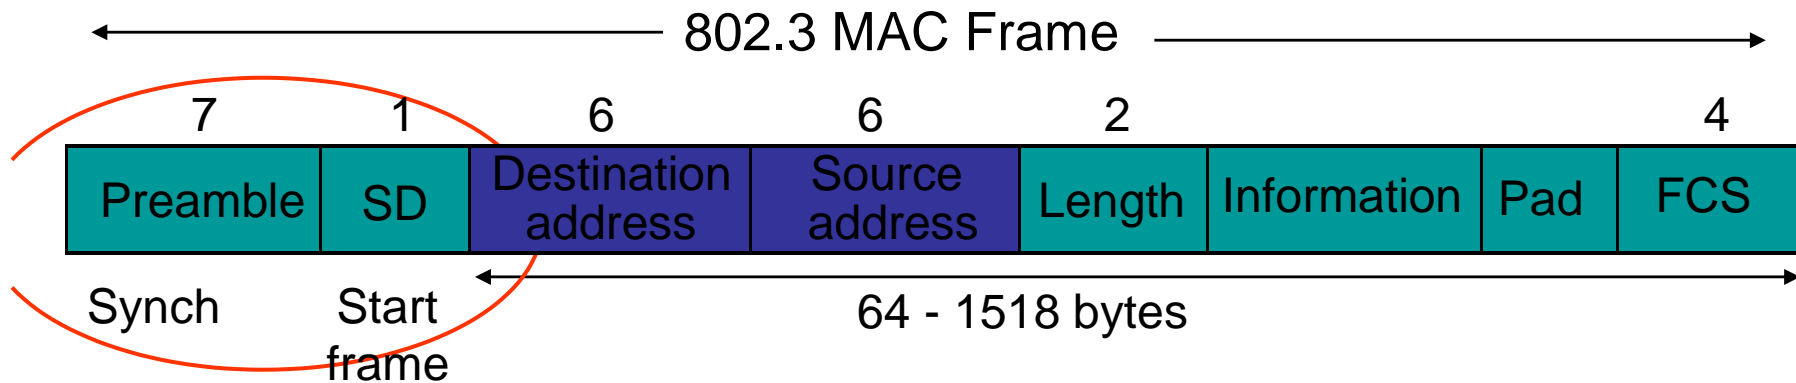 802.3 MAC Frame
7 1 6 6 2 4
Preamble SD Destination address Source address Length Information Pad FCS
Synch Start frame 64 - 1518 bytes